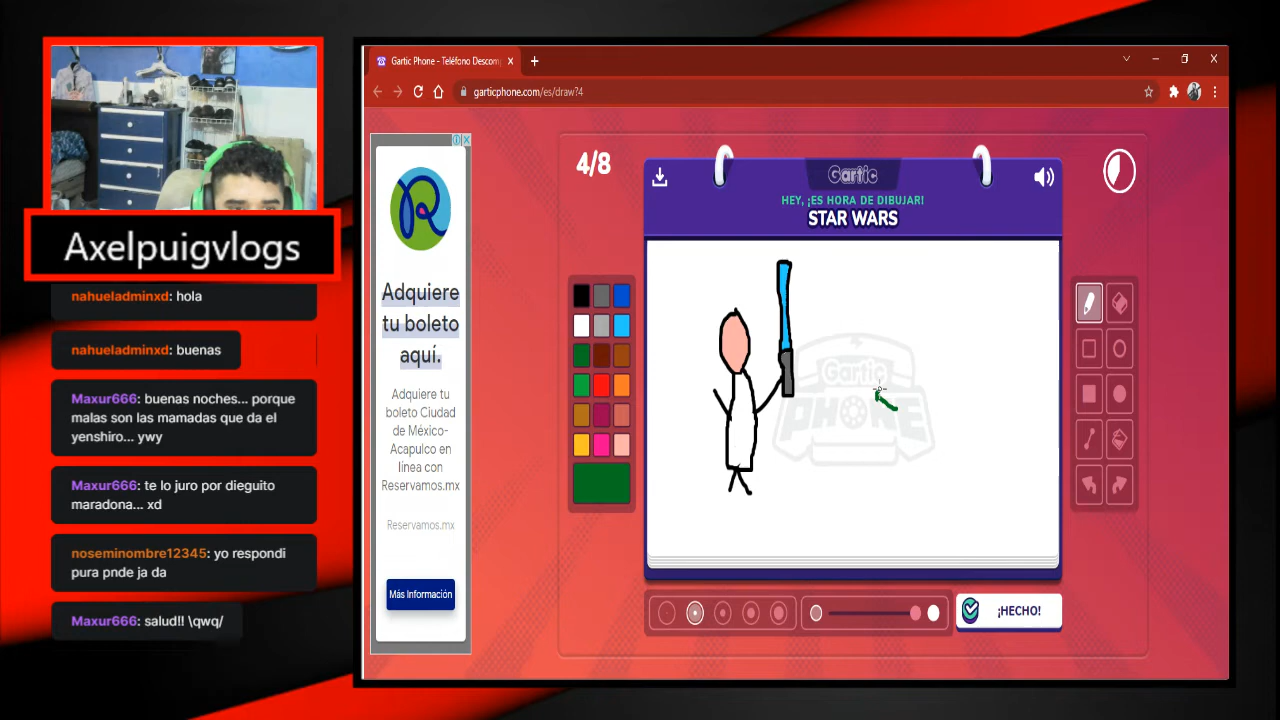 Axelpuigvlogs
nahueladminxd: hola
nahueladminxd: buenas
Maxur666: buenas noches... porque
malas son las mamadas que da el
yenshiro... ywy
Maxur666: te lo juro por dieguito
maradona... xd
noseminombre12345: yo respondi
pura pnde ja da
Maxur666: salud!! \qwq/
Gartic Phone - Teléfono Descom
garticphone.com/es/draw?4
Adquiere
tu boleto
aquí.
Adquiere tu
boleto Ciudad
de México-
Acapulco en
línea con
Reservamos.mx
Reservamos.mx
Más Información
4/8
Gartic
HEY, ¡ES HORA DE DIBUJAR!
STAR WARS
Gartic
PHONE
¡HECHO!